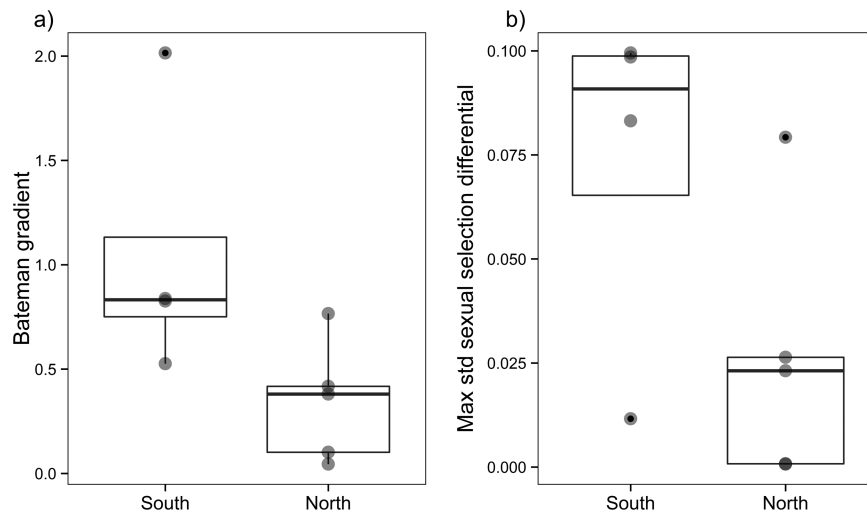 a)
Bateman gradient
2.0
1.5
1.0
0.5
0.0
South North
b)
Max std sexual selection differential
0.100
0.075
0.050
0.025
0.000
South North